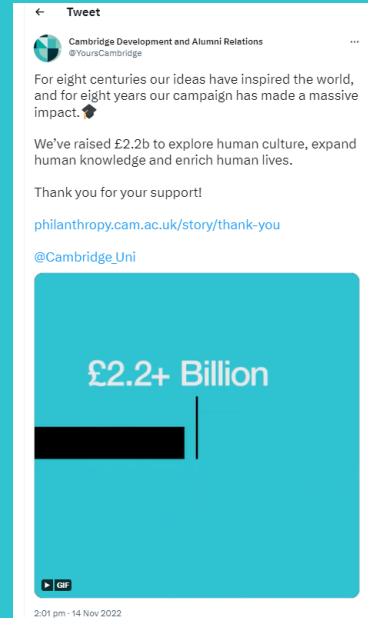 ← Tweet
Cambridge Development and Alumni Relations
@YoursCambridge
For eight centuries our ideas have inspired the world,
and for eight years our campaign has made a massive
impact.🎓
We've raised £2.2b to explore human culture, expand
human knowledge and enrich human lives.
Thank you for your support!
philanthropy.cam.ac.uk/story/thank-you
@Cambridge_Uni
£2.2+ Billion
GIF
2:01 pm · 14 Nov 2022